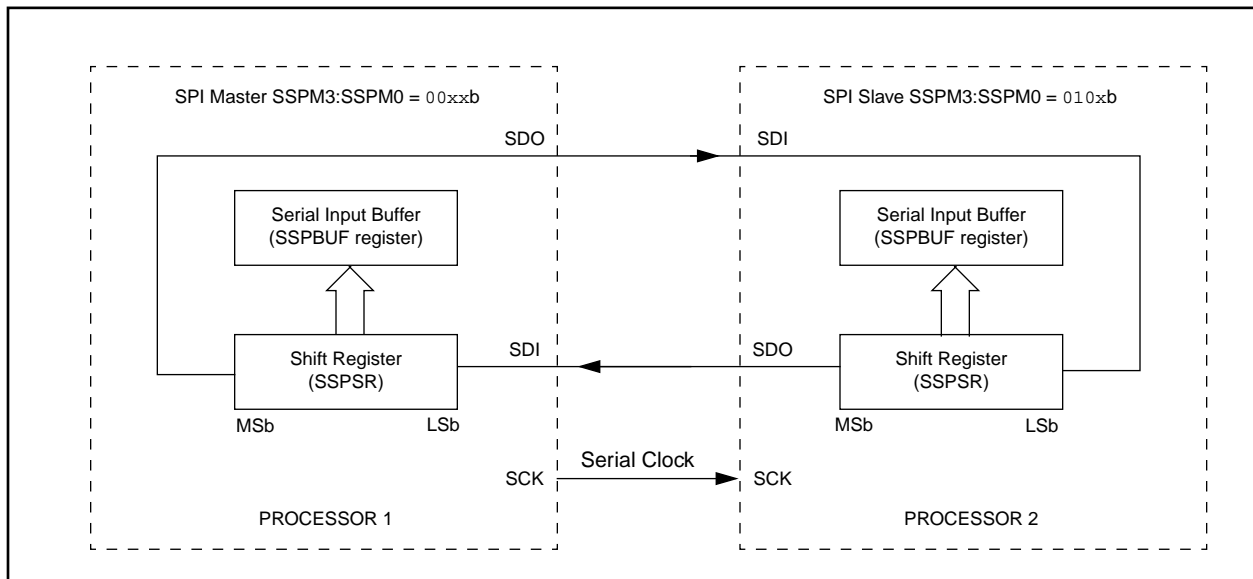 SPI Master SSPM3:SSPM0 = 00xxb
SPI Slave SSPM3:SSPM0 = 010xb
SDO
SDI
Serial Input Buffer
(SSPBUF register)
Serial Input Buffer
(SSPBUF register)
Shift Register
(SSPSR)
SDI
SDO
Shift Register
(SSPSR)
MSb
LSb
MSb
LSb
Serial Clock
SCK
SCK
PROCESSOR 1
PROCESSOR 2